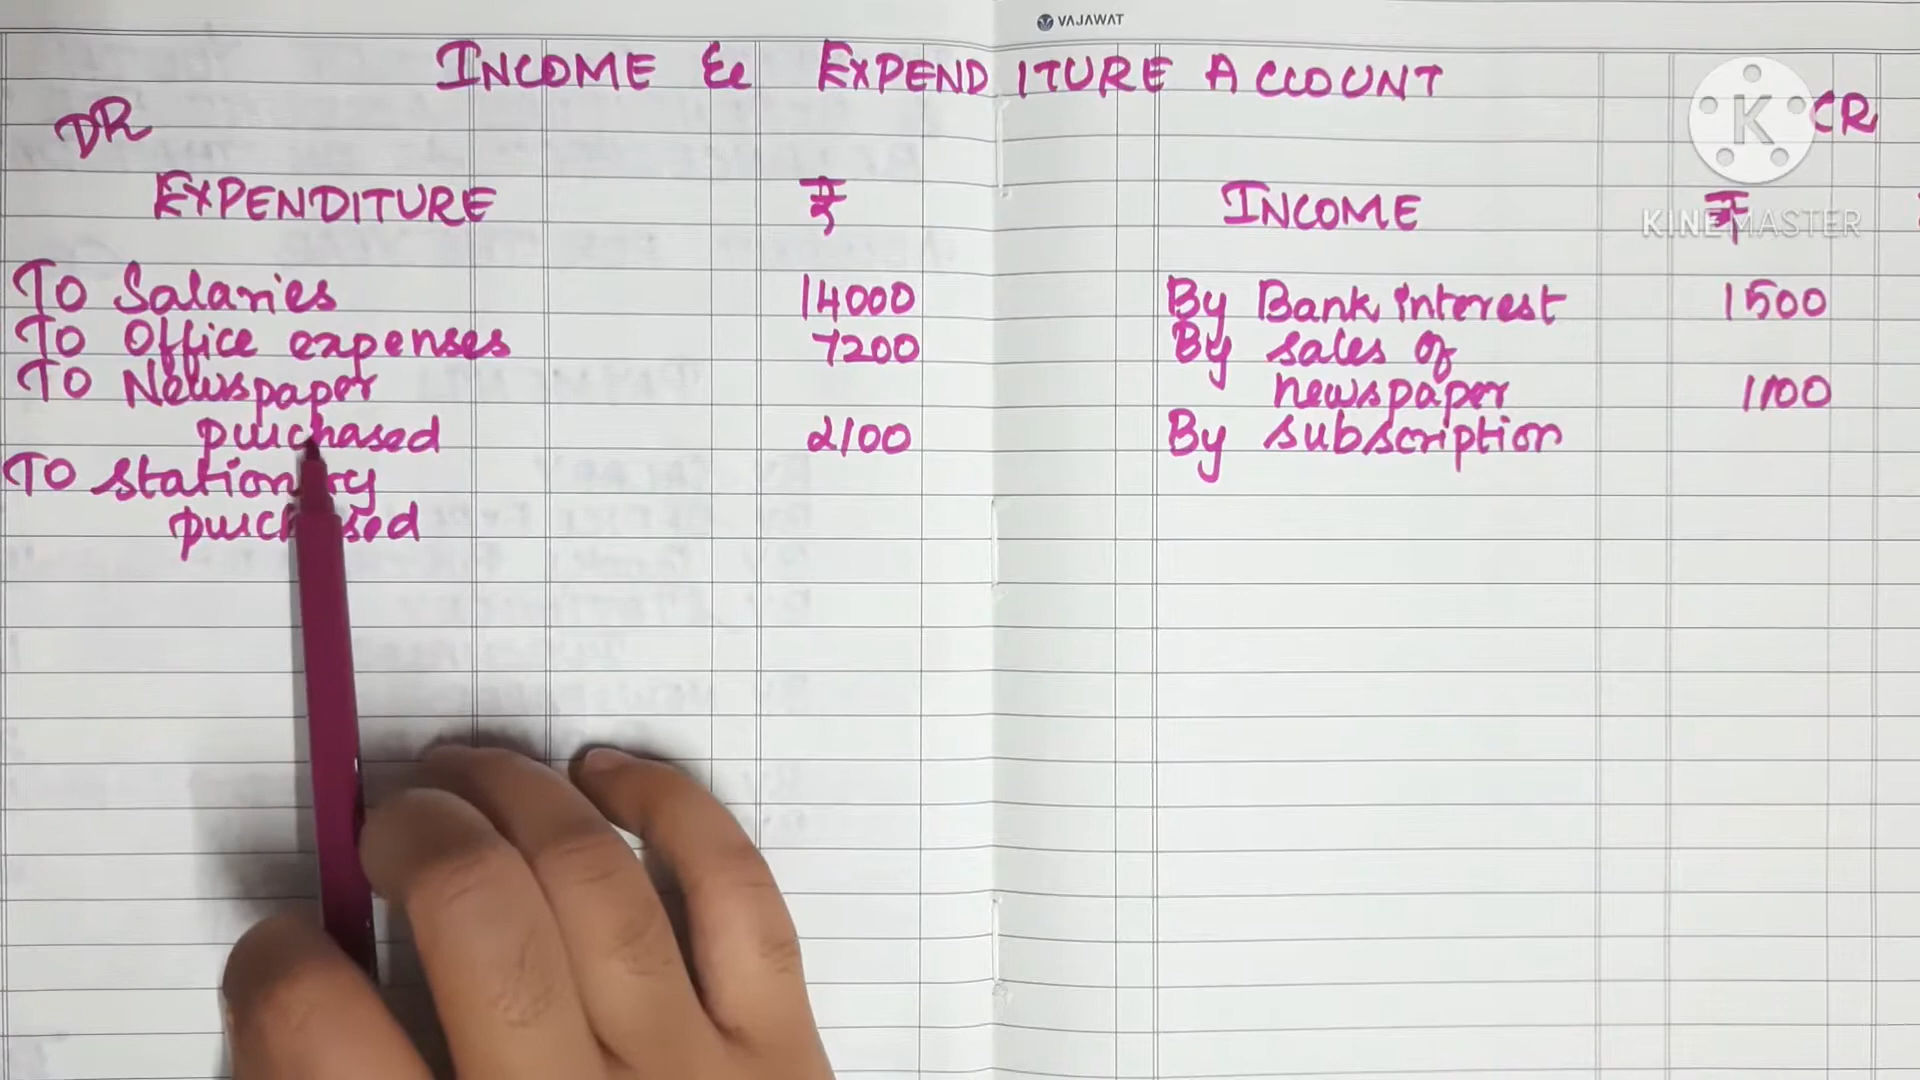 VAJAWAT
INCOME & EXPENDITURE ACCOUNT
DR
CR
K
KINEMASTER
EXPENDITURE ₹ INCOME ₹
To Salaries 14000 By Bank interest 1500
To Office expenses 7200 By sales of
To Newspaper newspaper 1100
purchased 2100 By subscription
To stationary
purchased